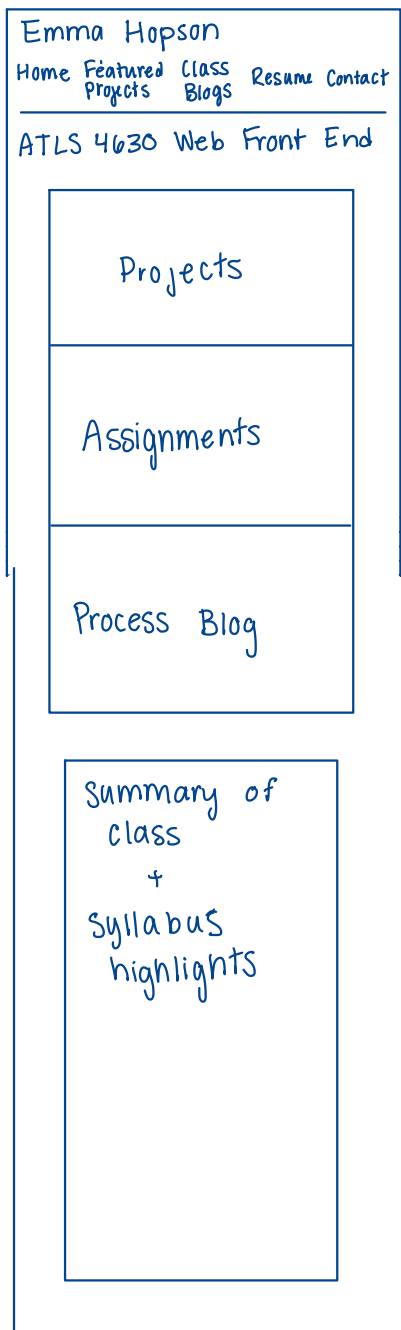 Emma Hopson
Home Featured Projects Class Blogs Resume Contact
ATLS 4630 Web Front End
Projects
Assignments
Process Blog
Summary of
class
+
Syllabus
highlights